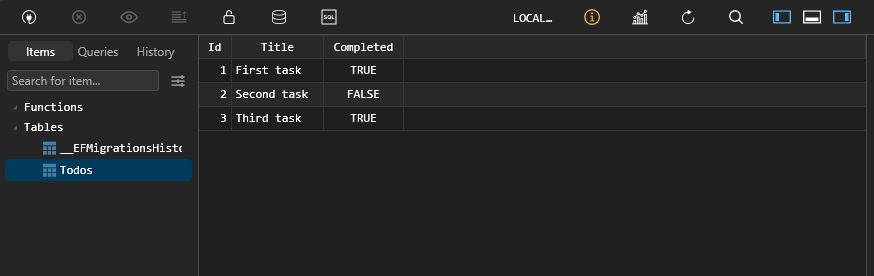 SQL
LOCAL...
Items Queries History
Search for item...
Functions
Tables
__EFMigrationsHisto
Todos
Id Title Completed
1 First task TRUE
2 Second task FALSE
3 Third task TRUE